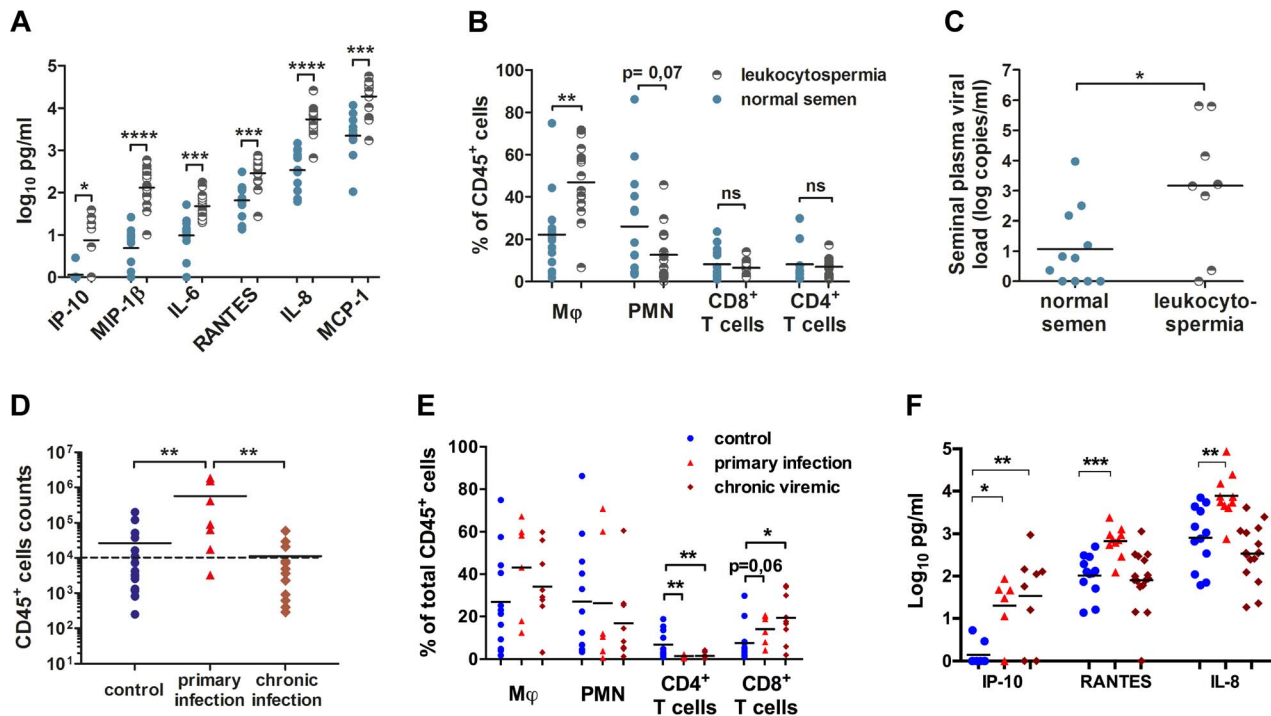 A
log10 pg/ml
5
4
3
2
1
0
*
****
***
***
****
***
IP-10
MIP-1β
IL-6
RANTES
IL-8
MCP-1
B
% of CD45+ cells
100
80
60
40
20
0
leukocytospermia
normal semen
**
p= 0,07
ns
ns
Mφ
PMN
CD8+
T cells
CD4+
T cells
C
Seminal plasma viral
load (log copies/ml)
7
6
5
4
3
2
1
0
*
normal
semen
leukocyto-
spermia
D
CD45+ cells counts
10^7
10^6
10^5
10^4
10^3
10^2
10^1
**
**
control
primary
infection
chronic
infection
E
% of total CD45+ cells
100
80
60
40
20
0
control
primary infection
chronic viremic
**
**
p=0,06
*
Mφ
PMN
CD4+
T cells
CD8+
T cells
F
Log10 pg/ml
5
4
3
2
1
0
**
*
***
**
IP-10
RANTES
IL-8